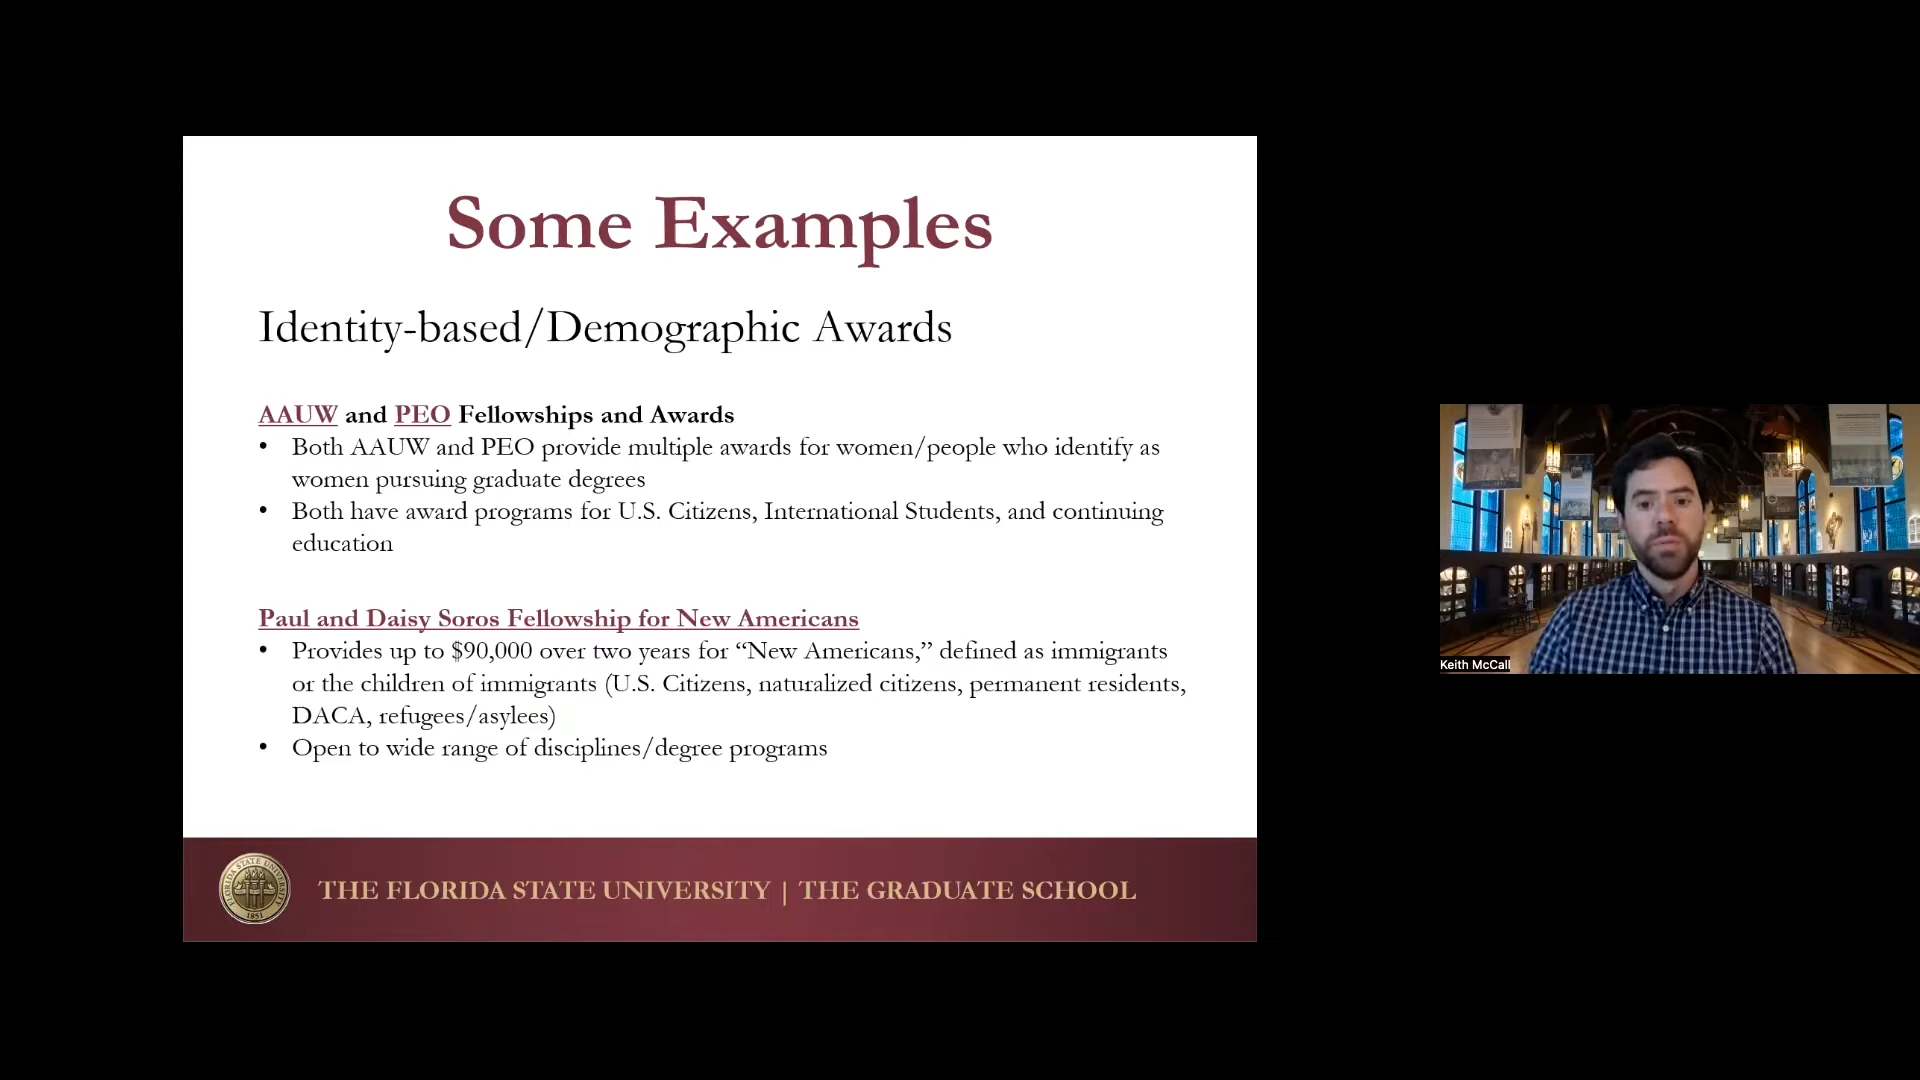 Some Examples
Identity-based/Demographic Awards
AAUW and PEO Fellowships and Awards
• Both AAUW and PEO provide multiple awards for women/people who identify as
women pursuing graduate degrees
• Both have award programs for U.S. Citizens, International Students, and continuing
education
Paul and Daisy Soros Fellowship for New Americans
• Provides up to $90,000 over two years for “New Americans,” defined as immigrants
or the children of immigrants (U.S. Citizens, naturalized citizens, permanent residents,
DACA, refugees/asylees)
• Open to wide range of disciplines/degree programs
FLORIDA STATE UNIVERSITY
1851
THE FLORIDA STATE UNIVERSITY | THE GRADUATE SCHOOL
Keith McCall